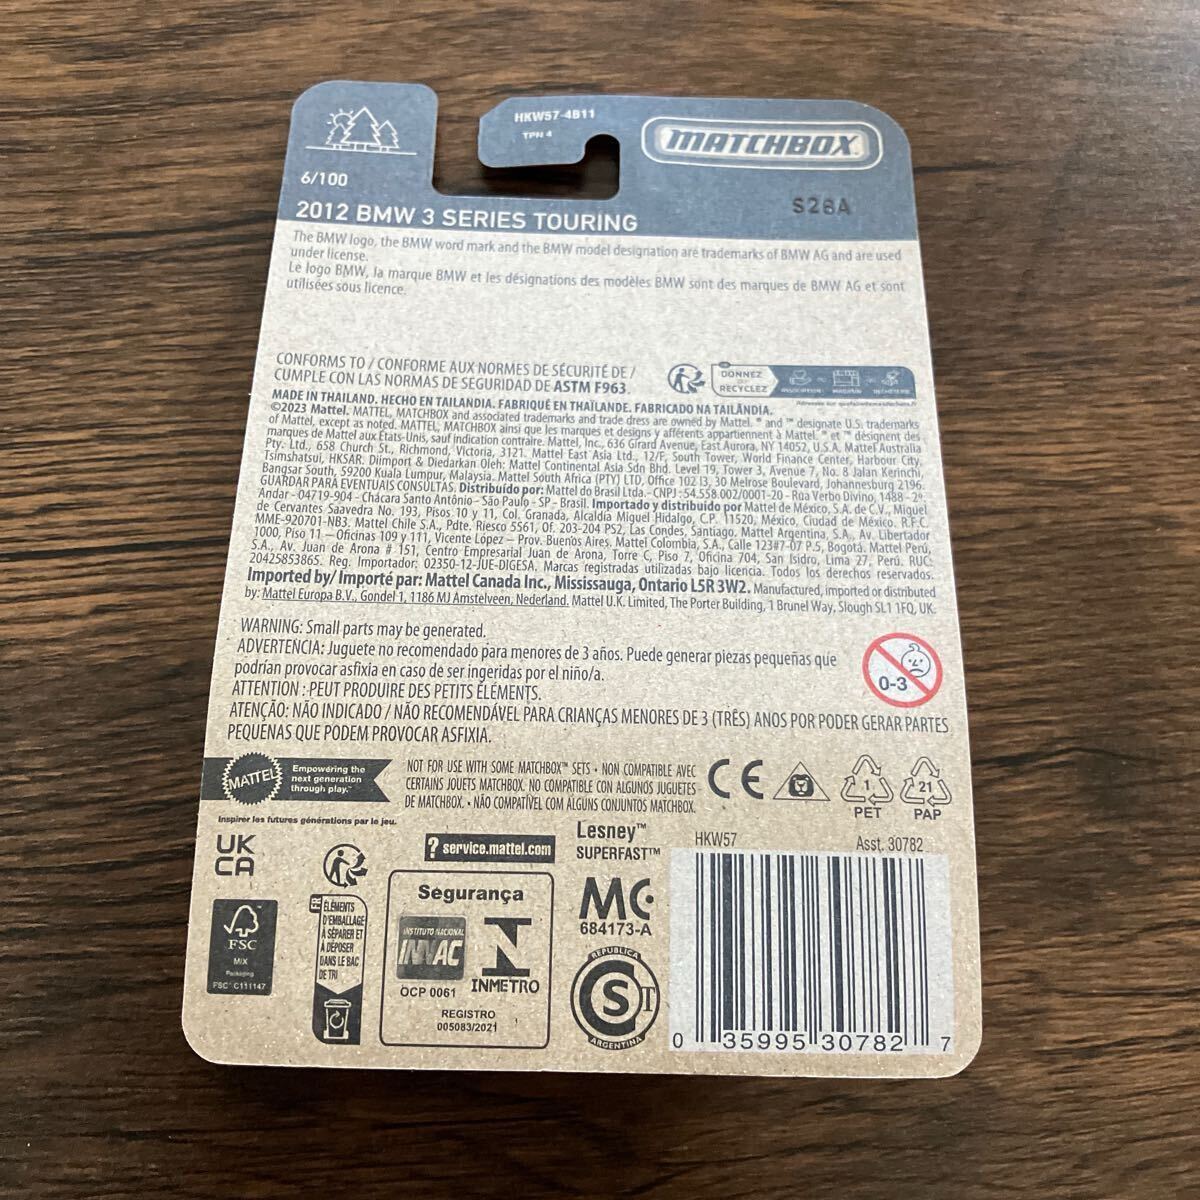 HKW57-4B11
TPN 4
MATCHBOX
6/100
S26A
2012 BMW 3 SERIES TOURING
The BMW logo, the BMW word mark and the BMW model designation are trademarks of BMW AG and are used
under license.
Le logo BMW, la marque BMW et les désignations des modèles BMW sont des marques de BMW AG et sont
utilisées sous licence.
CONFORMS TO / CONFORME AUX NORMES DE SÉCURITÉ DE /
CUMPLE CON LAS NORMAS DE SEGURIDAD DE ASTM F963.
DONNEZ
RECYCLEZ
MADE IN THAILAND. HECHO EN TAILANDIA. FABRIQUÉ EN THAÏLANDE. FABRICADO NA TAILÂNDIA.
©2023 Mattel. MATTEL, MATCHBOX and associated trademarks and trade dress are owned by Mattel. ® and ™ designate U.S. trademarks
of Mattel, except as noted. MATTEL, MATCHBOX ainsi que les marques et designs y afférents appartiennent à Mattel. ® et ™ désignent des
marques de Mattel aux États-Unis, sauf indication contraire. Mattel, Inc., 636 Girard Avenue, East Aurora, NY 14052, U.S.A. Mattel Australia
Pty. Ltd., 658 Church St., Richmond, Victoria, 3121. Mattel East Asia Ltd., 12/F, South Tower, World Finance Center, Harbour City,
Tsimshatsui, HKSAR. Diimport & Diedarkan Oleh: Mattel Continental Asia Sdn Bhd. Level 19, Tower 3, Avenue 7, No. 8 Jalan Kerinchi,
Bangsar South, 59200 Kuala Lumpur, Malaysia. Mattel South Africa (PTY) LTD, Office 102 I3, 30 Melrose Boulevard, Johannesburg 2196.
GUARDAR PARA EVENTUAIS CONSULTAS. Distribuído por: Mattel do Brasil Ltda. - CNPJ : 54.558.002/0001-20 - Rua Verbo Divino, 1488 - 2º
Andar - 04719-904 - Chácara Santo Antônio - São Paulo - SP - Brasil. Importado y distribuido por Mattel de México, S.A. de C.V., Miguel
de Cervantes Saavedra No. 193, Pisos 10 y 11, Col. Granada, Alcaldía Miguel Hidalgo, C.P. 11520, México, Ciudad de México. R.F.C.
MME-920701-NB3. Mattel Chile S.A., Pdte. Riesco 5561, Of. 203-204 PS2, Las Condes, Santiago. Mattel Argentina, S.A., Av. Libertador
1000, Piso 11 – Oficinas 109 y 111, Vicente López – Prov. Buenos Aires. Mattel Colombia, S.A., Calle 123#7-07 P.5, Bogotá. Mattel Perú,
S.A., Av. Juan de Arona # 151, Centro Empresarial Juan de Arona, Torre C, Piso 7, Oficina 704, San Isidro, Lima 27, Perú. RUC:
20425853865. Reg. Importador: 02350-12-JUE-DIGESA. Marcas registradas utilizadas bajo licencia. Todos los derechos reservados.
Imported by/ Importé par: Mattel Canada Inc., Mississauga, Ontario L5R 3W2. Manufactured, imported or distributed
by: Mattel Europa B.V., Gondel 1, 1186 MJ Amstelveen, Nederland. Mattel U.K. Limited, The Porter Building, 1 Brunel Way, Slough SL1 1FQ, UK.
WARNING: Small parts may be generated.
ADVERTENCIA: Juguete no recomendado para menores de 3 años. Puede generar piezas pequeñas que
podrían provocar asfixia en caso de ser ingeridas por el niño/a.
ATTENTION : PEUT PRODUIRE DES PETITS ÉLÉMENTS.
ATENÇÃO: NÃO INDICADO / NÃO RECOMENDÁVEL PARA CRIANÇAS MENORES DE 3 (TRÊS) ANOS POR PODER GERAR PARTES
PEQUENAS QUE PODEM PROVOCAR ASFIXIA.
0-3
MATTEL
Empowering the
next generation
through play.™
Inspirer les futures générations par le jeu.
NOT FOR USE WITH SOME MATCHBOX™ SETS • NON COMPATIBLE AVEC
CERTAINS JOUETS MATCHBOX. NO COMPATIBLE CON ALGUNOS JUGUETES
DE MATCHBOX. • NÃO COMPATÍVEL COM ALGUNS CONJUNTOS MATCHBOX.
CE
1
PET
21
PAP
UK
CA
? service.mattel.com
Lesney™
SUPERFAST™
HKW57
Asst. 30782
FSC
MIX
Packaging
FSC® C111147
FR
ÉLÉMENTS
D'EMBALLAGE
À SÉPARER ET
À DÉPOSER
DANS LE BAC
DE TRI
Segurança
INSTITUTO NACIONAL
INNAC
OCP 0061
INMETRO
REGISTRO
005083/2021
MC
684173-A
REPUBLICA
S
ARGENTINA
0 35995 30782 7